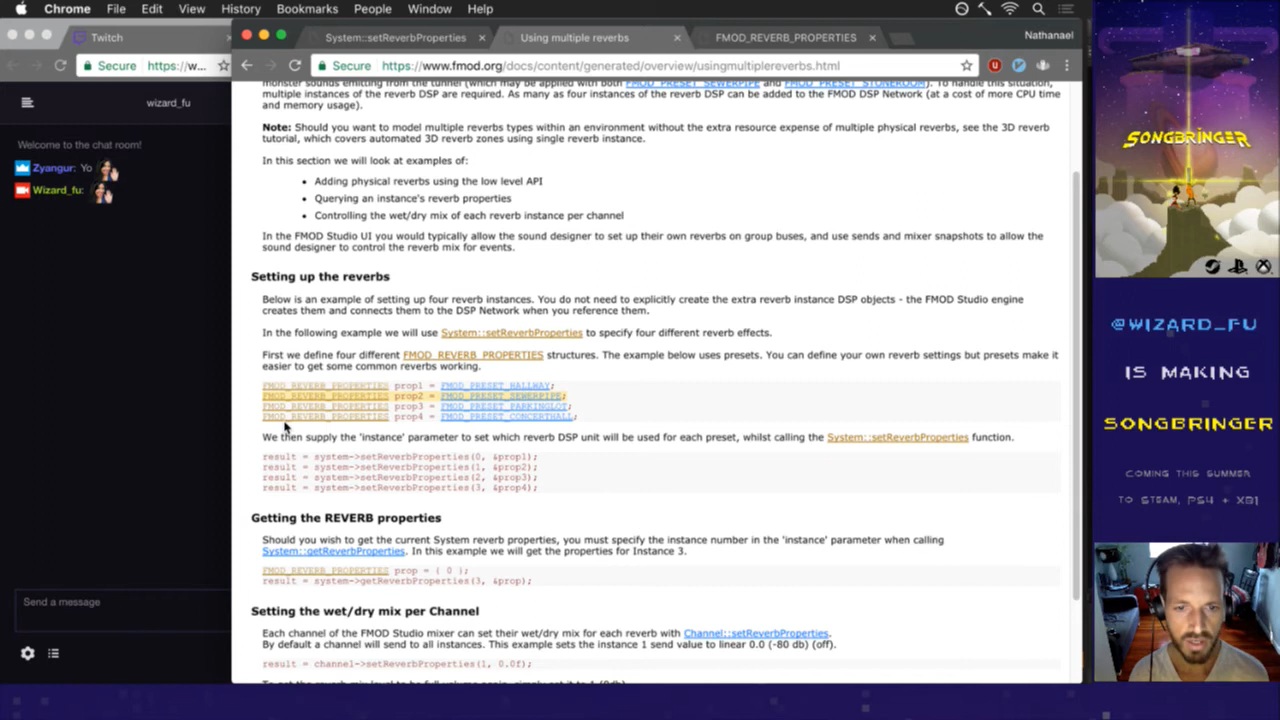 Chrome File Edit View History Bookmarks People Window Help
Twitch
System::setReverbProperties
Using multiple reverbs
FMOD_REVERB_PROPERTIES
Nathanael
Secure https://w...
Secure https://www.fmod.org/docs/content/generated/overview/usingmultiplereverbs.html
wizard_fu
Welcome to the chat room!
Zyangur: Yo
Wizard_fu:
Send a message
monster sounds emitting from the tunnel (which may be applied with both FMOD_PRESET_SEWERPIPE and FMOD_PRESET_STONEROOM). To handle this situation,
multiple instances of the reverb DSP are required. As many as four instances of the reverb DSP can be added to the FMOD DSP Network (at a cost of more CPU time
and memory usage).
Note: Should you want to model multiple reverbs types within an environment without the extra resource expense of multiple physical reverbs, see the 3D reverb
tutorial, which covers automated 3D reverb zones using single reverb instance.
In this section we will look at examples of:
• Adding physical reverbs using the low level API
• Querying an instance's reverb properties
• Controlling the wet/dry mix of each reverb instance per channel
In the FMOD Studio UI you would typically allow the sound designer to set up their own reverbs on group buses, and use sends and mixer snapshots to allow the
sound designer to control the reverb mix for events.
Setting up the reverbs
Below is an example of setting up four reverb instances. You do not need to explicitly create the extra reverb instance DSP objects - the FMOD Studio engine
creates them and connects them to the DSP Network when you reference them.
In the following example we will use System::setReverbProperties to specify four different reverb effects.
First we define four different FMOD_REVERB_PROPERTIES structures. The example below uses presets. You can define your own reverb settings but presets make it
easier to get some common reverbs working.
FMOD_REVERB_PROPERTIES prop1 = FMOD_PRESET_HALLWAY;
FMOD_REVERB_PROPERTIES prop2 = FMOD_PRESET_SEWERPIPE;
FMOD_REVERB_PROPERTIES prop3 = FMOD_PRESET_PARKINGLOT;
FMOD_REVERB_PROPERTIES prop4 = FMOD_PRESET_CONCERTHALL;
We then supply the 'instance' parameter to set which reverb DSP unit will be used for each preset, whilst calling the System::setReverbProperties function.
result = system->setReverbProperties(0, &prop1);
result = system->setReverbProperties(1, &prop2);
result = system->setReverbProperties(2, &prop3);
result = system->setReverbProperties(3, &prop4);
Getting the REVERB properties
Should you wish to get the current System reverb properties, you must specify the instance number in the 'instance' parameter when calling
System::getReverbProperties. In this example we will get the properties for Instance 3.
FMOD_REVERB_PROPERTIES prop = { 0 };
result = system->getReverbProperties(3, &prop);
Setting the wet/dry mix per Channel
Each channel of the FMOD Studio mixer can set their wet/dry mix for each reverb with Channel::setReverbProperties.
By default a channel will send to all instances. This example sets the instance 1 send value to linear 0.0 (-80 db) (off).
result = channel->setReverbProperties(1, 0.0f);
SONGBRINGER
@WIZARD_FU
IS MAKING
SONGBRINGER
COMING THIS SUMMER
TO STEAM, PS4 + XB1